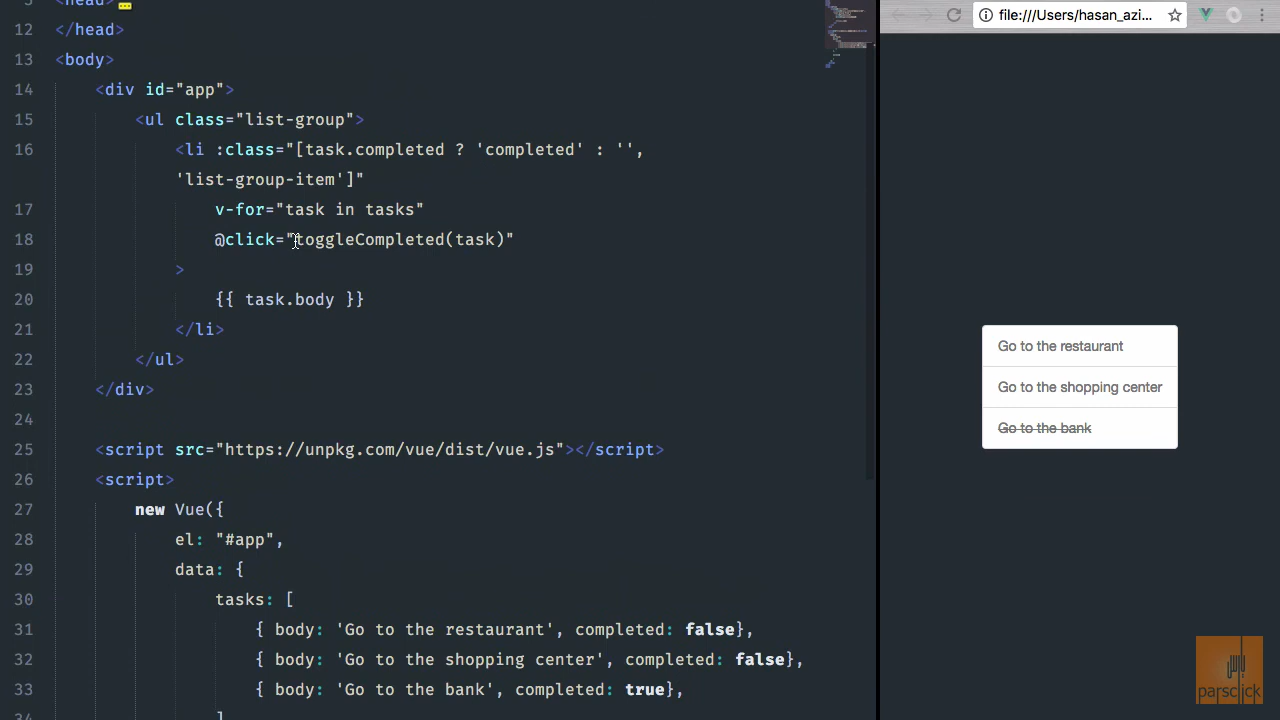 5 <head>
12 </head>
13 <body>
14 <div id="app">
15 <ul class="list-group">
16 <li :class="[task.completed ? 'completed' : '',
'list-group-item']"
17 v-for="task in tasks"
18 @click="toggleCompleted(task)"
19 >
20 {{ task.body }}
21 </li>
22 </ul>
23 </div>
24
25 <script src="https://unpkg.com/vue/dist/vue.js"></script>
26 <script>
27 new Vue({
28 el: "#app",
29 data: {
30 tasks: [
31 { body: 'Go to the restaurant', completed: false},
32 { body: 'Go to the shopping center', completed: false},
33 { body: 'Go to the bank', completed: true},
34 ]
file:///Users/hasan_azi...
Go to the restaurant
Go to the shopping center
Go to the bank
parsclick